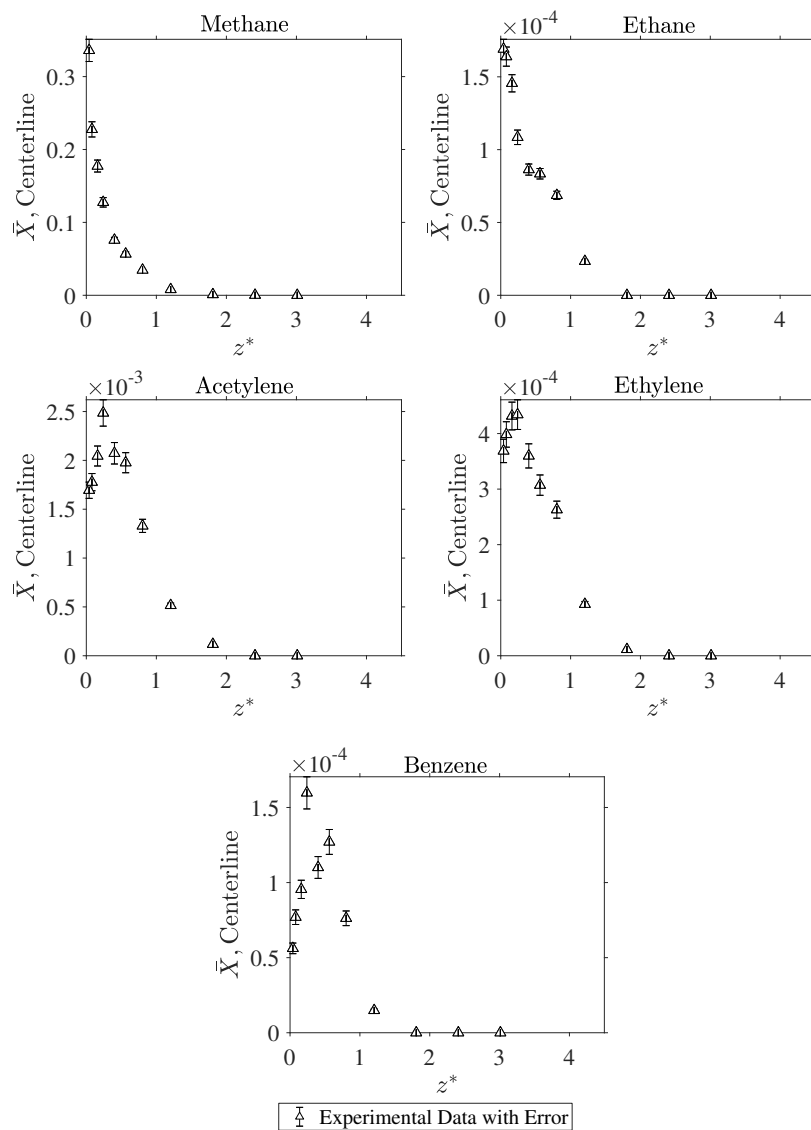 Methane
0.3
0.2
0.1
0
X̄, Centerline
0 1 2 3 4
z*
×10-4
Ethane
1.5
1
0.5
0
X̄, Centerline
0 1 2 3 4
z*
×10-3
Acetylene
2.5
2
1.5
1
0.5
0
X̄, Centerline
0 1 2 3 4
z*
×10-4
Ethylene
4
3
2
1
0
X̄, Centerline
0 1 2 3 4
z*
×10-4
Benzene
1.5
1
0.5
0
X̄, Centerline
0 1 2 3 4
z*
Experimental Data with Error